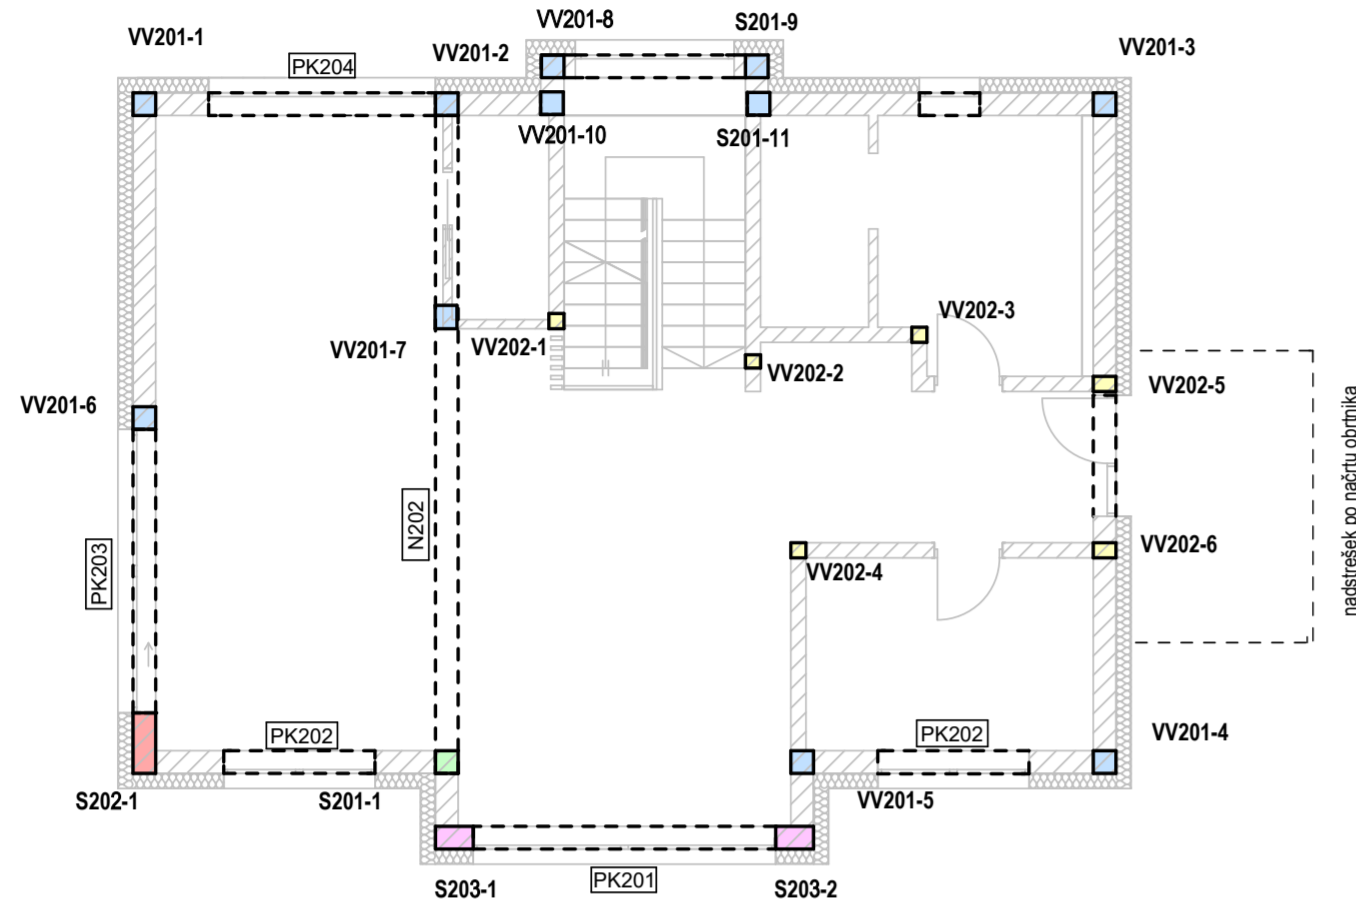 VV201-8
S201-9
VV201-1
VV201-2
VV201-3
PK204
VV201-10
S201-11
VV202-3
VV201-7
VV202-1
VV202-2
VV202-5
VV201-6
nadstrešek po načrtu obrtnika
N202
PK203
VV202-6
VV202-4
PK202
PK202
VV201-4
S202-1
S201-1
VV201-5
PK201
S203-1
S203-2